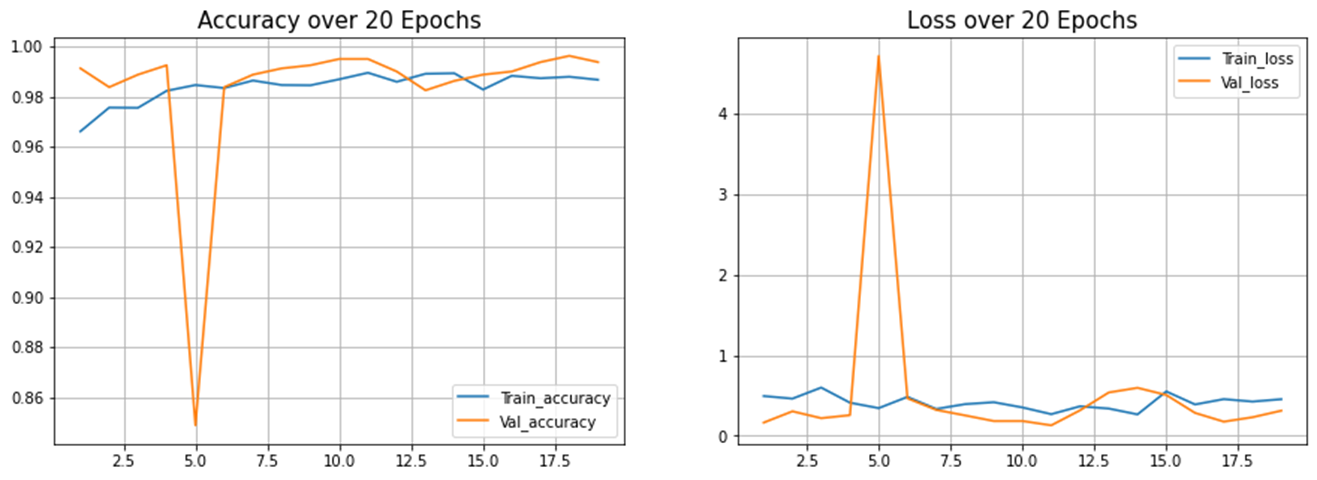 Accuracy over 20 Epochs
1.00
0.98
0.96
0.94
0.92
0.90
0.88
0.86
2.5 5.0 7.5 10.0 12.5 15.0 17.5
Train_accuracy
Val_accuracy
Loss over 20 Epochs
4
3
2
1
0
2.5 5.0 7.5 10.0 12.5 15.0 17.5
Train_loss
Val_loss